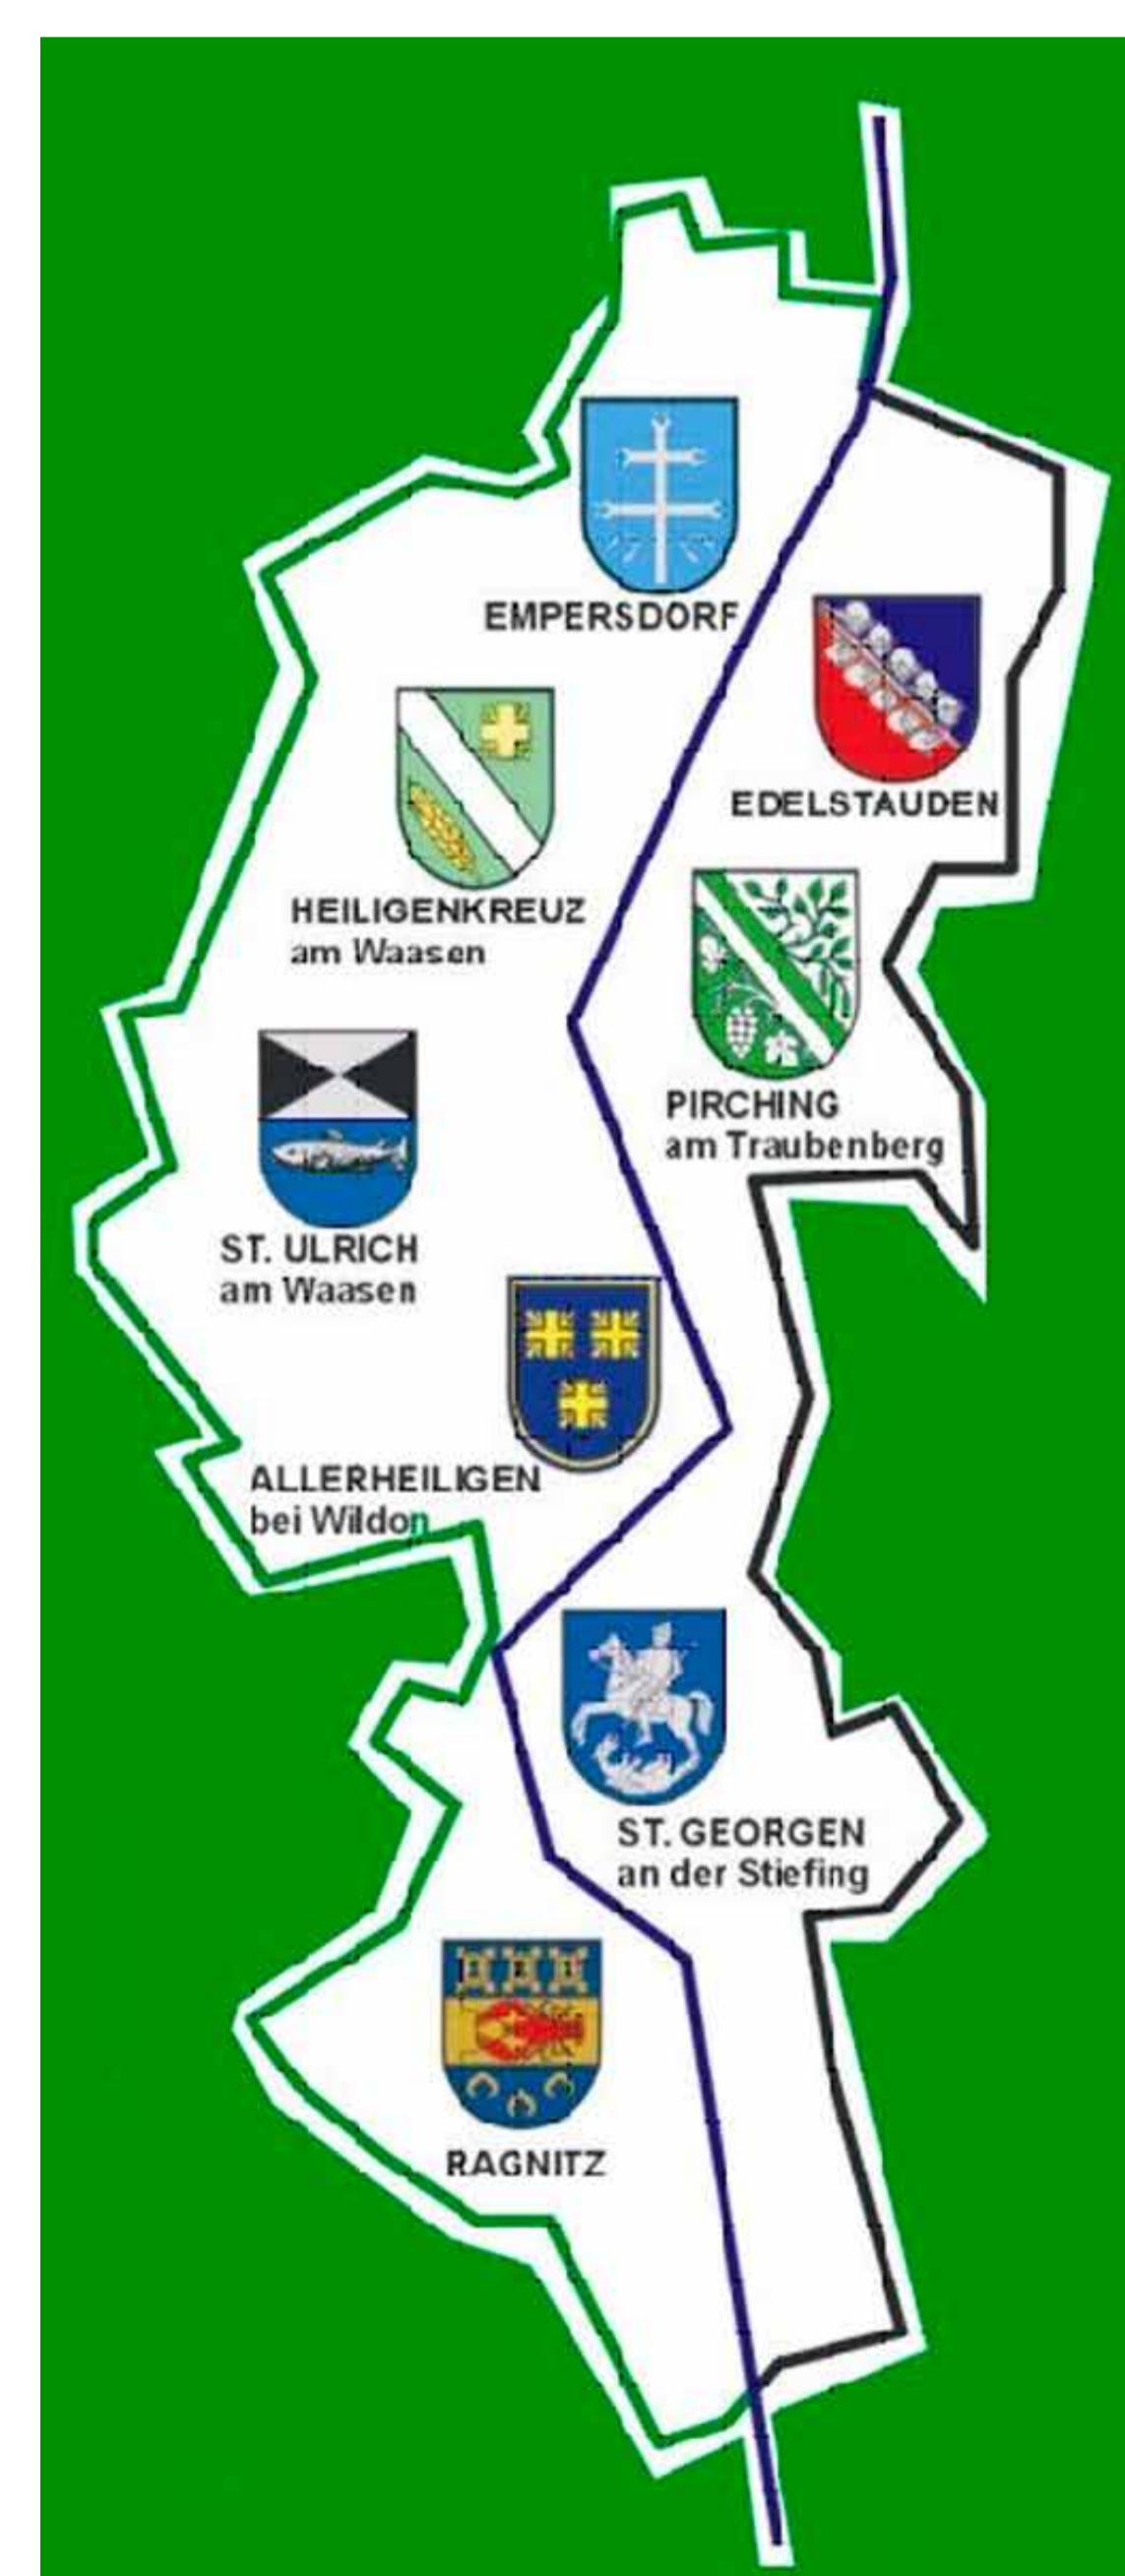 EMPERSDORF
EDELSTAUDEN
HEILIGENKREUZ
am Waasen
PIRCHING
am Traubenberg
ST. ULRICH
am Waasen
ALLERHEILIGEN
bei Wildon
ST. GEORGEN
an der Stiefing
RAGNITZ